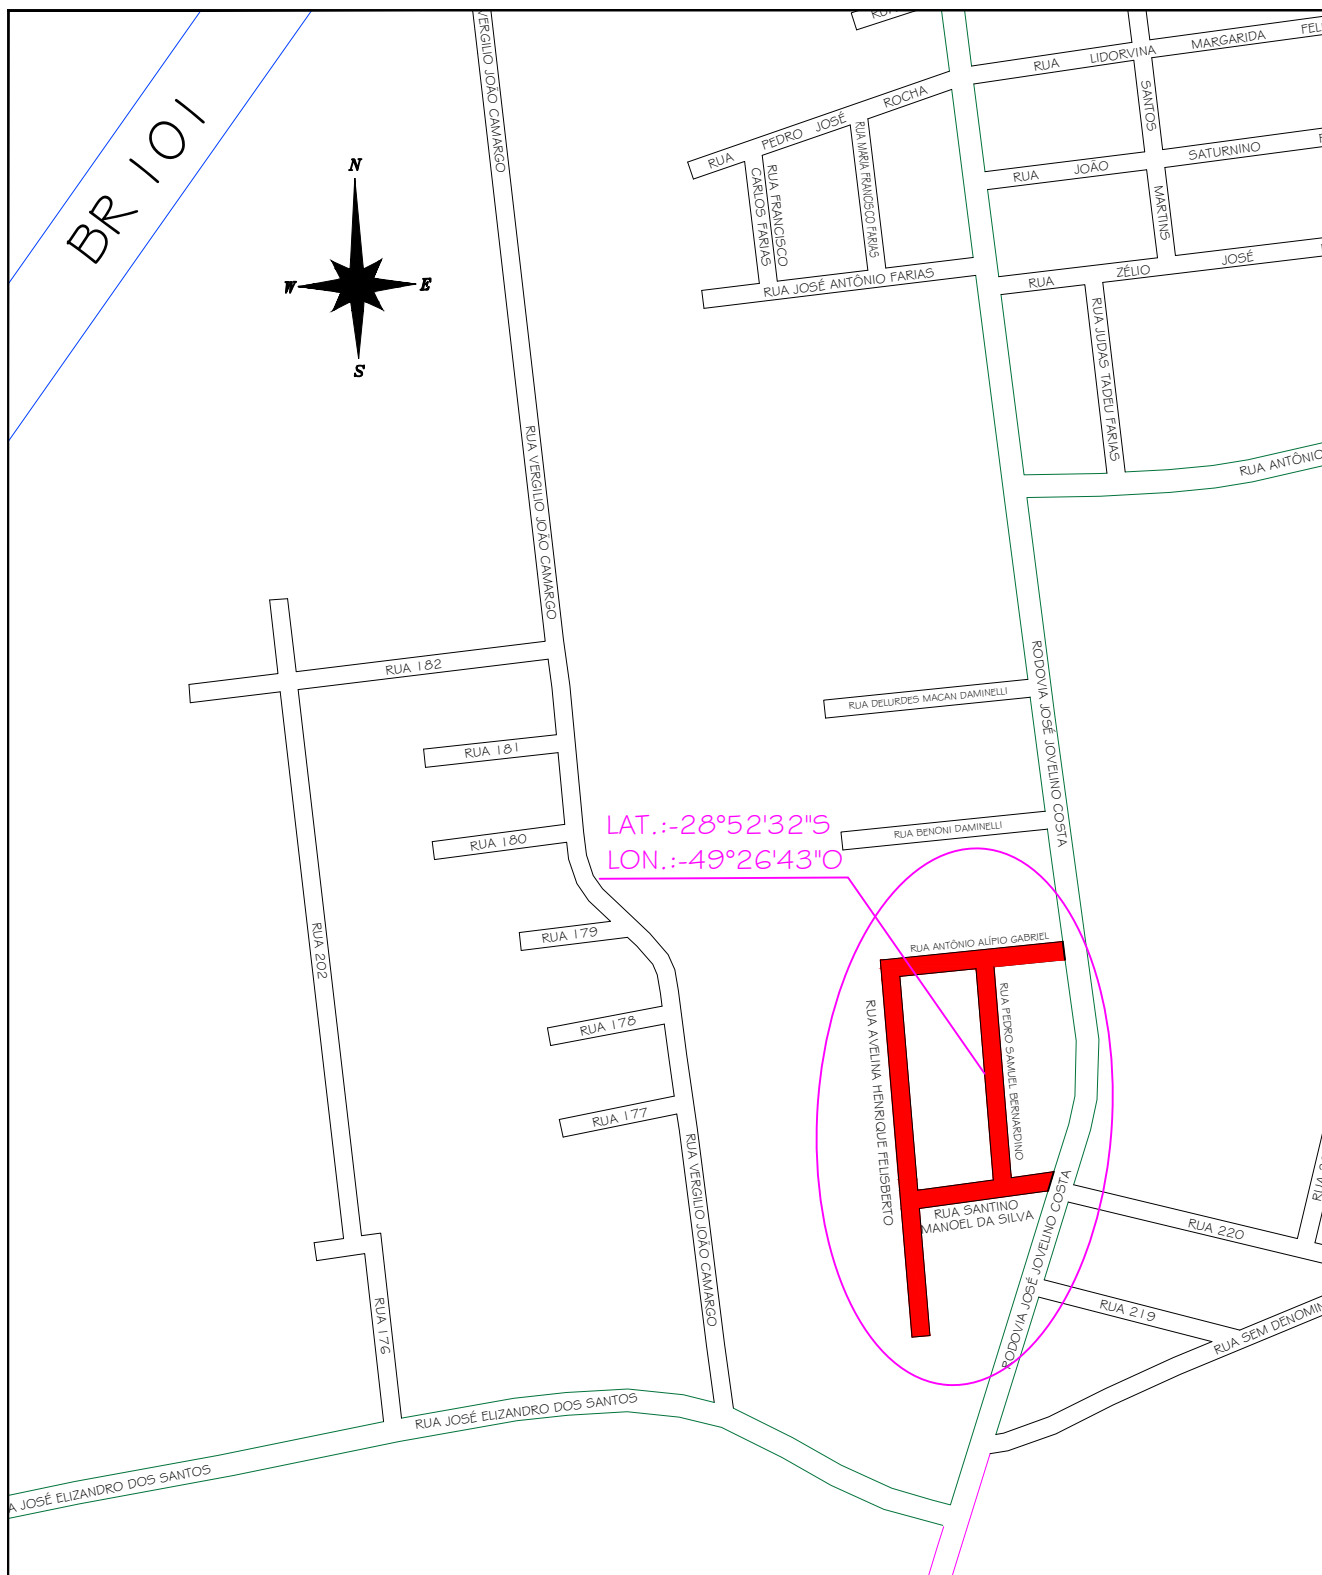 VERGILIO JOÃO CAMARGO
RUA LIDORVINA MARGARIDA
BR 101
RUA PEDRO JOSÉ ROCHA
SANTOS
MARTINS
RUA JOÃO SATURNINO
RUA MARIA FRANCISCO FARIAS
RUA FRANCISCO
CARLOS FARIAS
N
W
E
S
RUA JOSÉ ANTÔNIO FARIAS
RUA ZÉLIO JOSÉ
RUA JUDAS TADEU FARIAS
RUA ANTÔNIO
RUA VERGILIO JOÃO CAMARGO
RUA 182
RODOVIA JOSÉ JOVELINO COSTA
RUA DELURDES MACAN DAMINELLI
RUA 181
RUA 180
LAT.:-28°52'32"S
LON.:-49°26'43"O
RUA BENONI DAMINELLI
RUA 202
RUA 179
RUA ANTÔNIO ALÍPIO GABRIEL
RUA AVELINA HENRIQUE FELISBERTO
RUA PEDRO SAMUEL BERNARDINO
RUA 178
RUA 177
RUA VERGILIO JOÃO CAMARGO
RUA SANTINO
MANOEL DA SILVA
RODOVIA JOSÉ JOVELINO COSTA
RUA 220
RUA
RUA 219
RUA SEM
RUA 176
RUA JOSÉ ELIZANDRO DOS SANTOS
JOSÉ ELIZANDRO DOS SANTOS